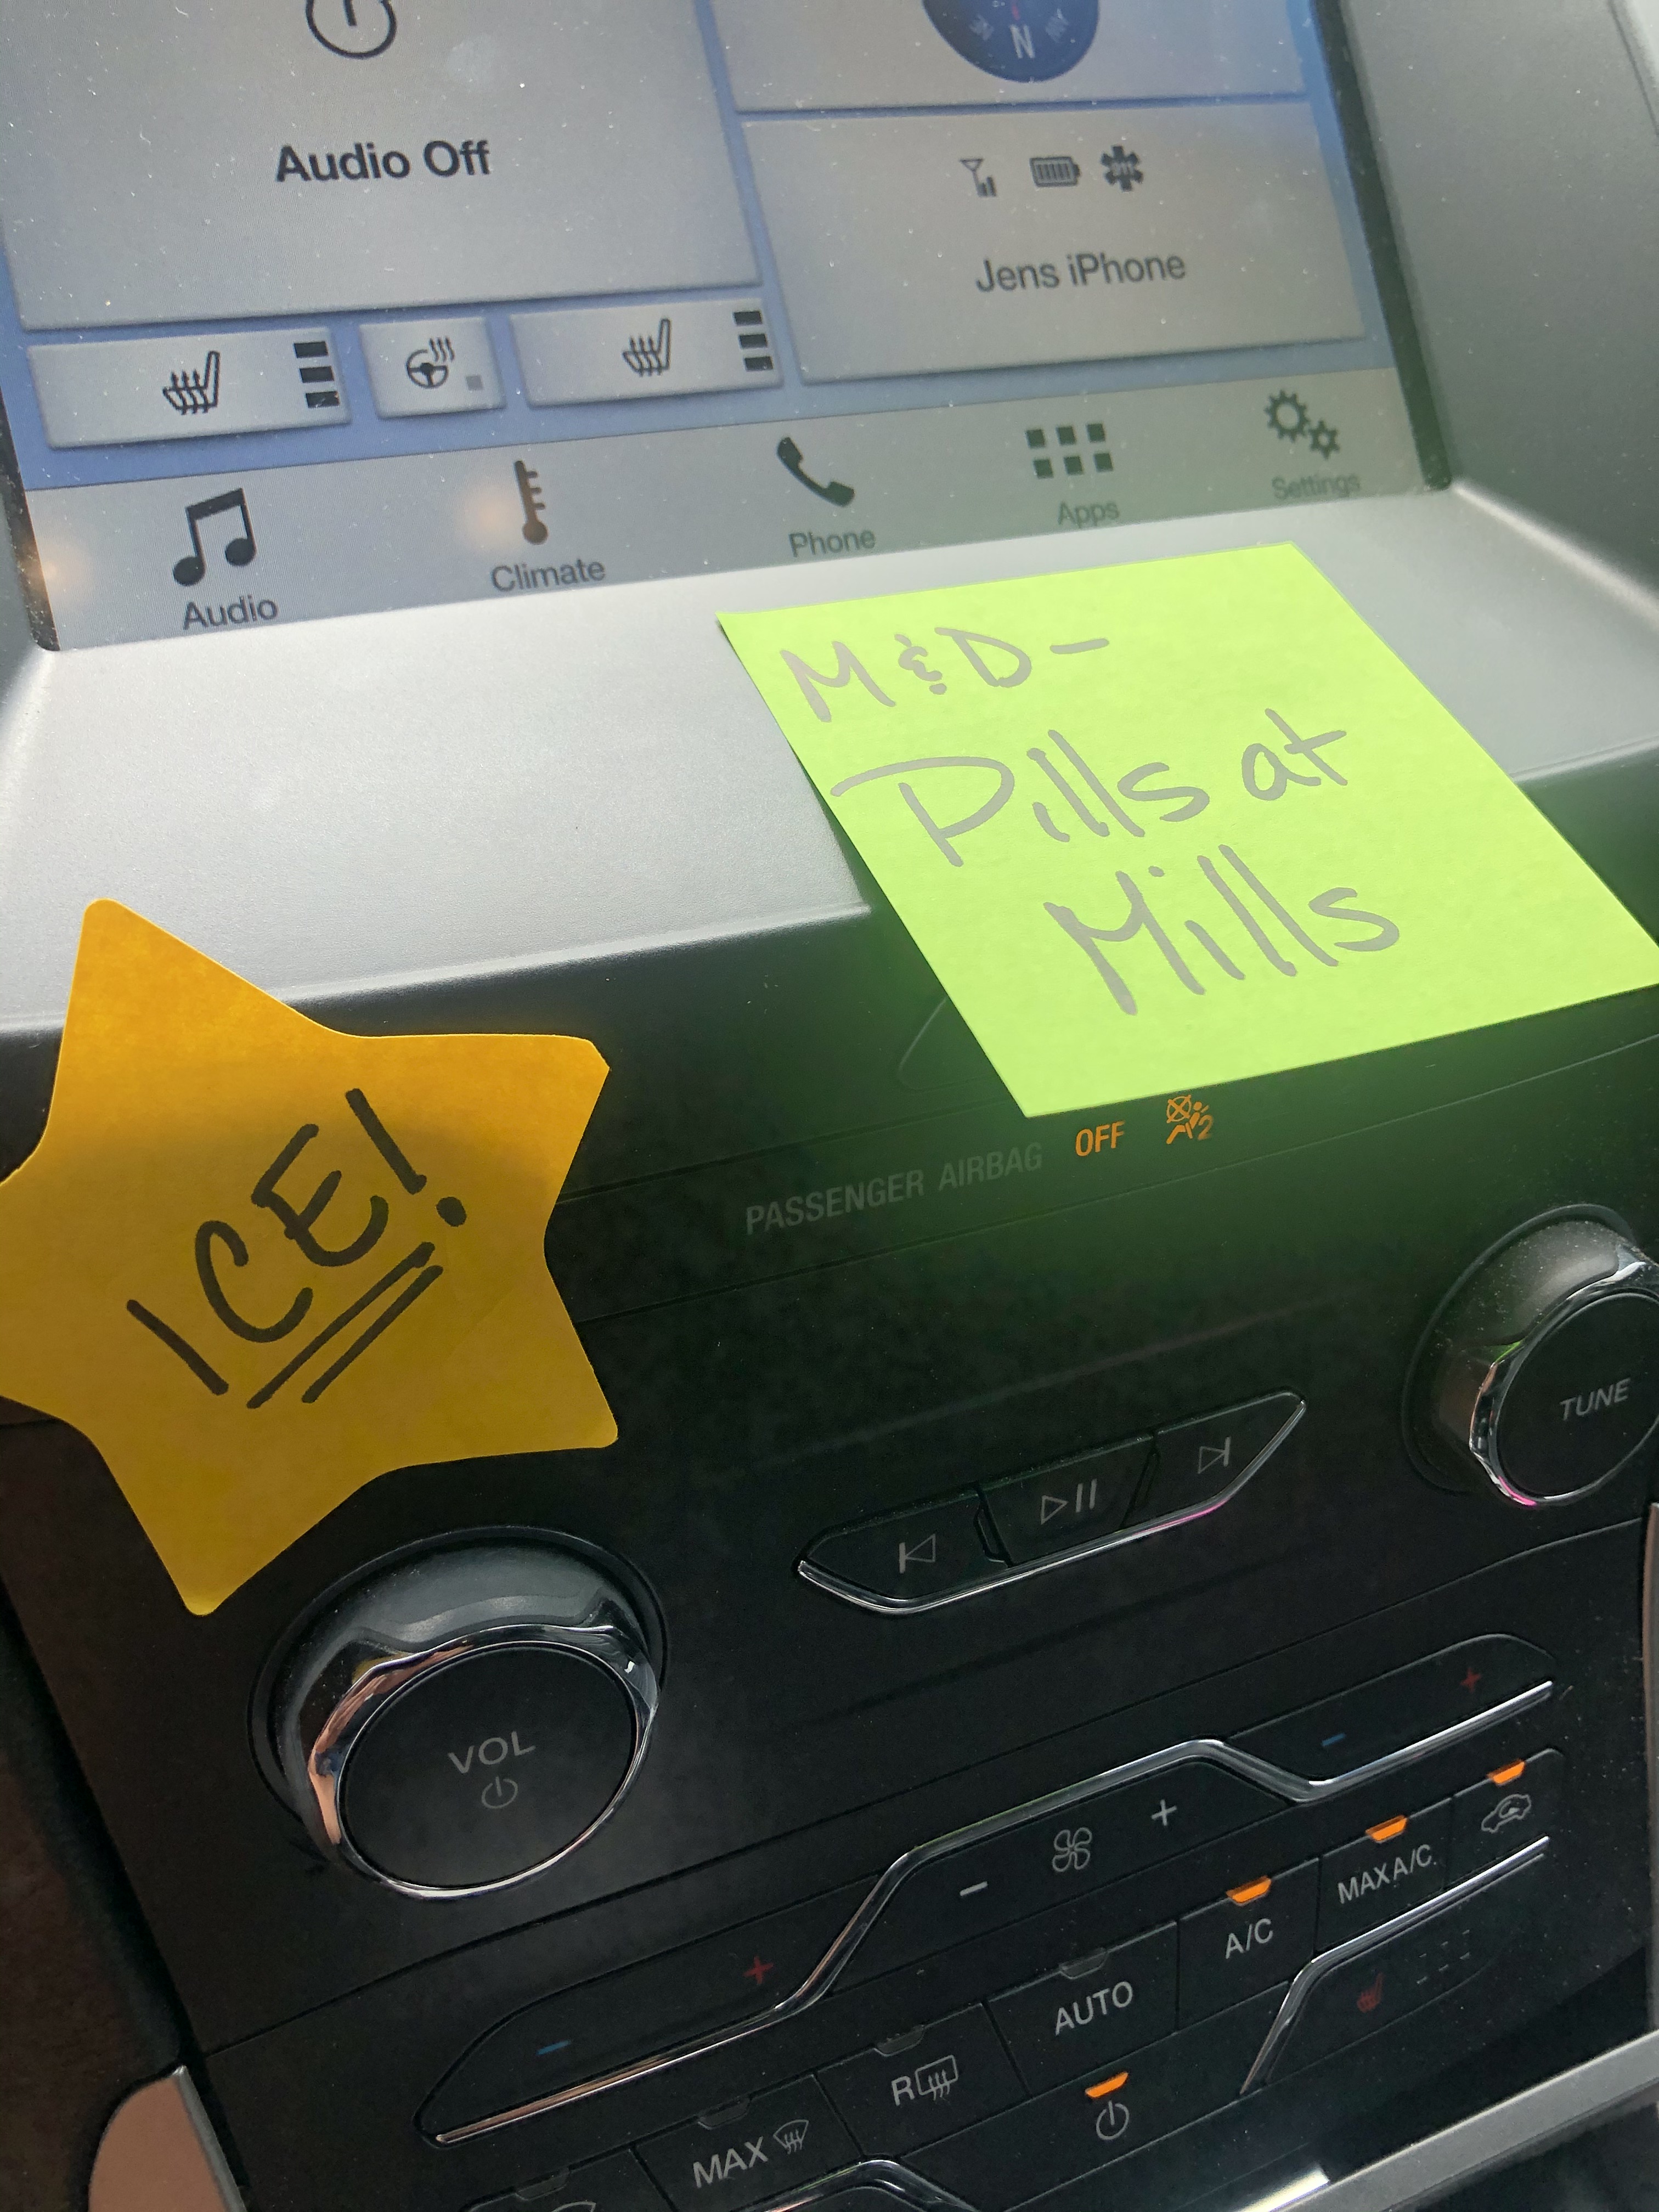 N
Audio Off
Jens iPhone
Audio
Climate
Phone
Apps
Settings
M & D -
Pills at
Mills
ICE!
PASSENGER AIRBAG OFF
2
TUNE
VOL
MAX A/C
A/C
AUTO
R
MAX